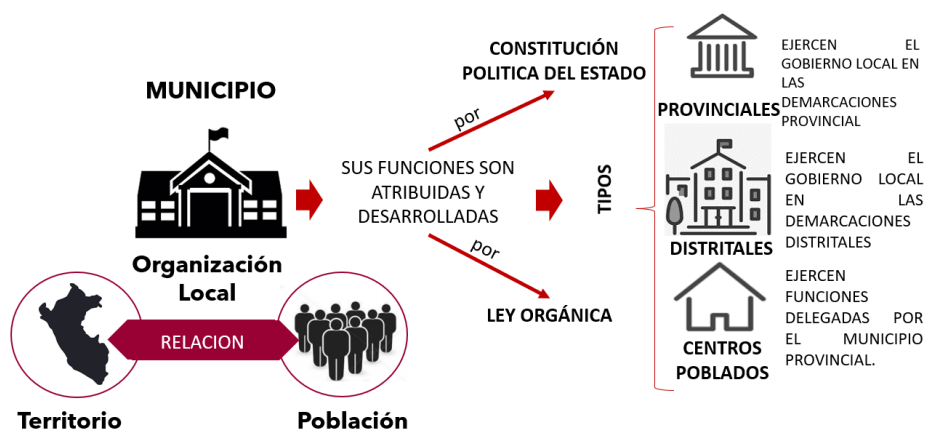 MUNICIPIO
Organización
Local
Territorio
RELACION
Población
SUS FUNCIONES SON
ATRIBUIDAS Y
DESARROLLADAS
por
CONSTITUCIÓN
POLITICA DEL ESTADO
por
LEY ORGÁNICA
TIPOS
PROVINCIALES
EJERCEN EL
GOBIERNO LOCAL EN
LAS
DEMARCACIONES
PROVINCIAL
DISTRITALES
EJERCEN EL
GOBIERNO LOCAL
EN LAS
DEMARCACIONES
DISTRITALES
CENTROS
POBLADOS
EJERCEN
FUNCIONES
DELEGADAS POR
EL MUNICIPIO
PROVINCIAL.